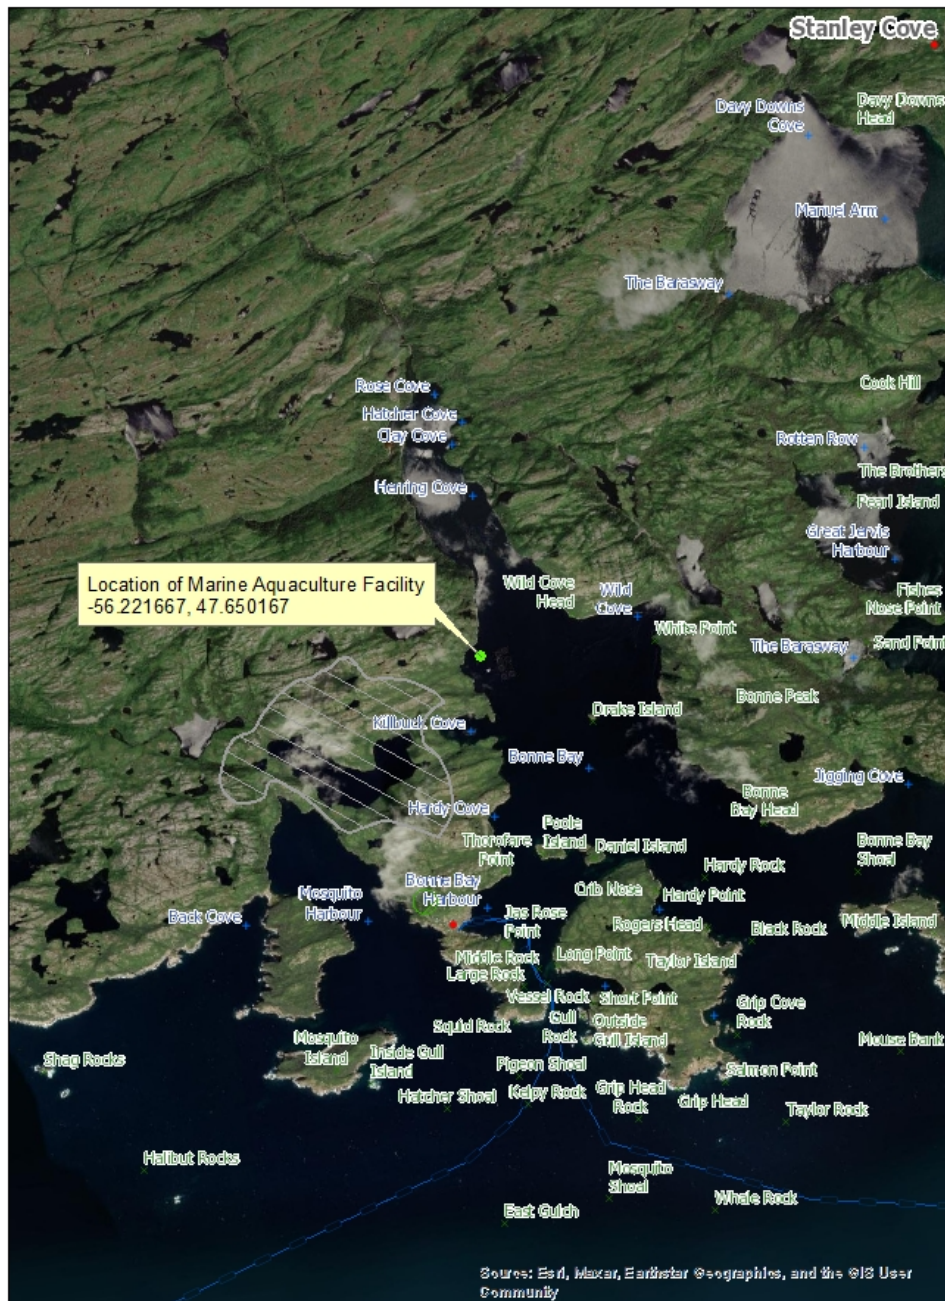 Stanley Cove
Davy Downs
Cove
Davy Downs
Head
Manuel Arm
The Barasway
Cook Hill
Rose Cove
Hatcher Cove
Clay Cove
Rotten Row
The Brothers
Herring Cove
Pearl Island
Great Jervis
Harbour
Location of Marine Aquaculture Facility
-56.221667, 47.650167
Wild Cove
Head
Wild
Cove
Fishes
Nose Point
White Point
Sand Point
The Barasway
Bonne Peak
Drake Island
Killbuck Cove
Bonne Bay
Jigging Cove
Bonne
Bay Head
Hardy Cove
Poole
Island
Thorofare
Point
Daniel Island
Bonne Bay
Shoal
Hardy Rock
Crib Nose
Hardy Point
Bonne Bay
Harbour
Mosquito
Harbour
Back Cove
Jas Rose
Point
Rogers Head
Middle Island
Black Rock
Middle Rock
Long Point
Taylor Island
Large Rock
Vessel Rock
Short Point
Grip Cove
Rock
Squid Rock
Gull
Rock
Outside
Gull Island
Mosquito
Island
Inside Gull
Island
Mouse Bank
Shag Rocks
Pigeon Shoal
Salmon Point
Hatcher Shoal
Kelpy Rock
Grip Head
Rock
Grip Head
Taylor Rock
Halibut Rocks
Mosquito
Shoal
Whale Rock
East Gulch
Source: Esri, Maxar, Earthstar Geographics, and the GIS User
Community